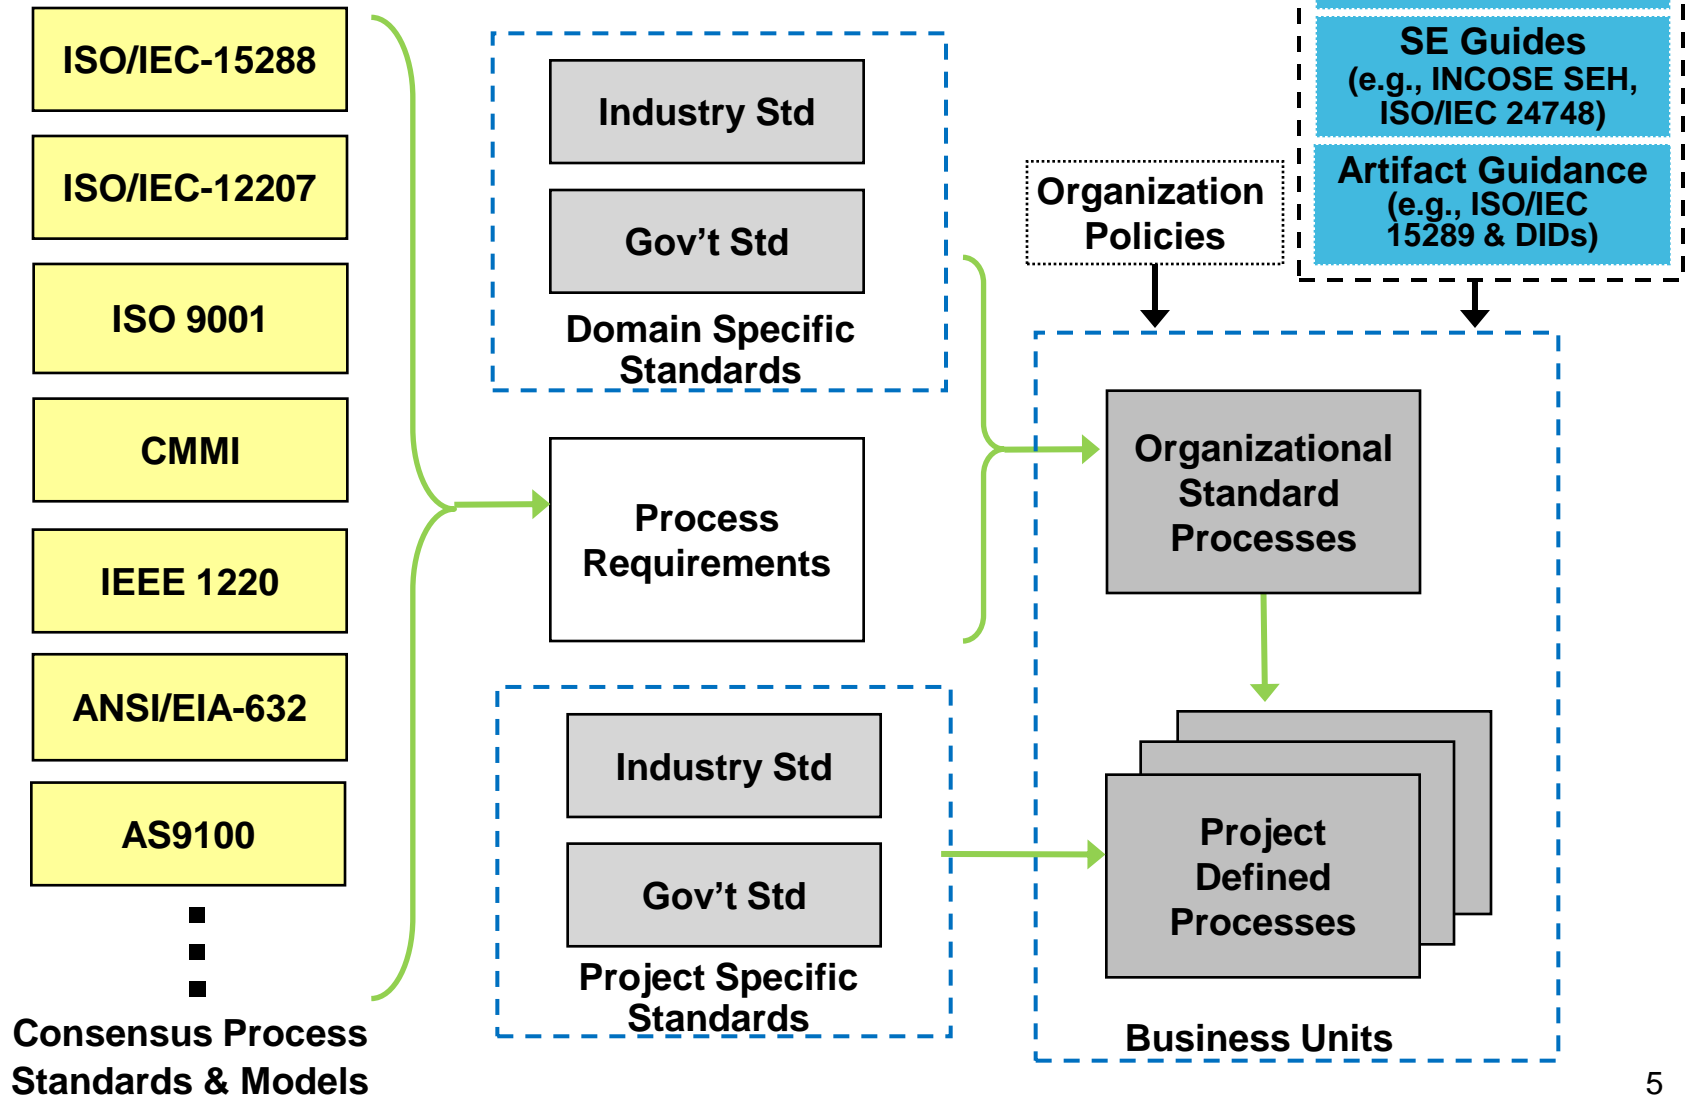 ISO/IEC-15288
ISO/IEC-12207
ISO 9001
CMMI
IEEE 1220
ANSI/EIA-632
AS9100
Consensus Process
Standards & Models
Industry Std
Gov’t Std
Domain Specific
Standards
Process
Requirements
Industry Std
Gov’t Std
Project Specific
Standards
Organization
Policies
SE Guides
(e.g., INCOSE SEH,
ISO/IEC 24748)
Artifact Guidance
(e.g., ISO/IEC
15289 & DIDs)
Organizational
Standard
Processes
Project
Defined
Processes
Business Units
5